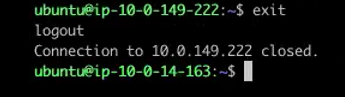 ubuntu@ip-10-0-149-222:~$ exit
logout
Connection to 10.0.149.222 closed.
ubuntu@ip-10-0-14-163:~$